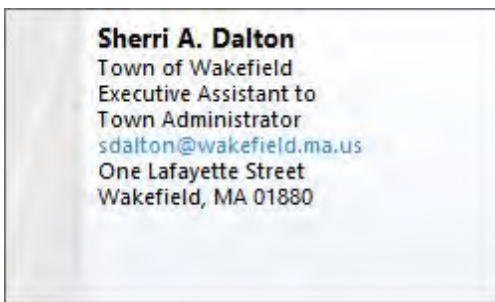 Sherri A. Dalton
Town of Wakefield
Executive Assistant to
Town Administrator
sdalton@wakefield.ma.us
One Lafayette Street
Wakefield, MA 01880